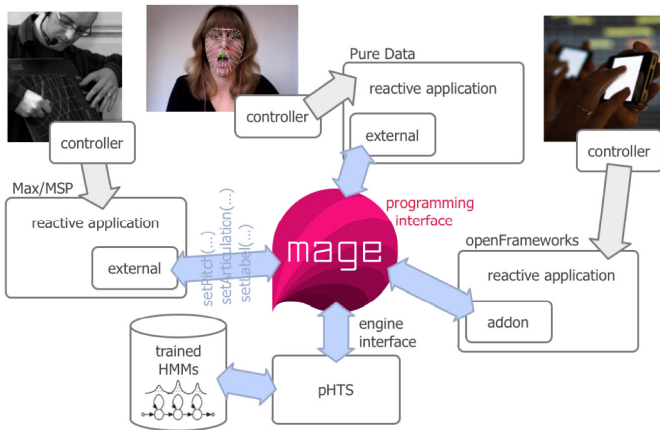 Pure Data
reactive application
external
controller
controller
controller
Max/MSP
reactive application
external
setPitch(...)
setArticulation(...)
setLabel(...)
mage
programming
interface
openFrameworks
reactive application
addon
engine
interface
trained
HMMs
pHTS